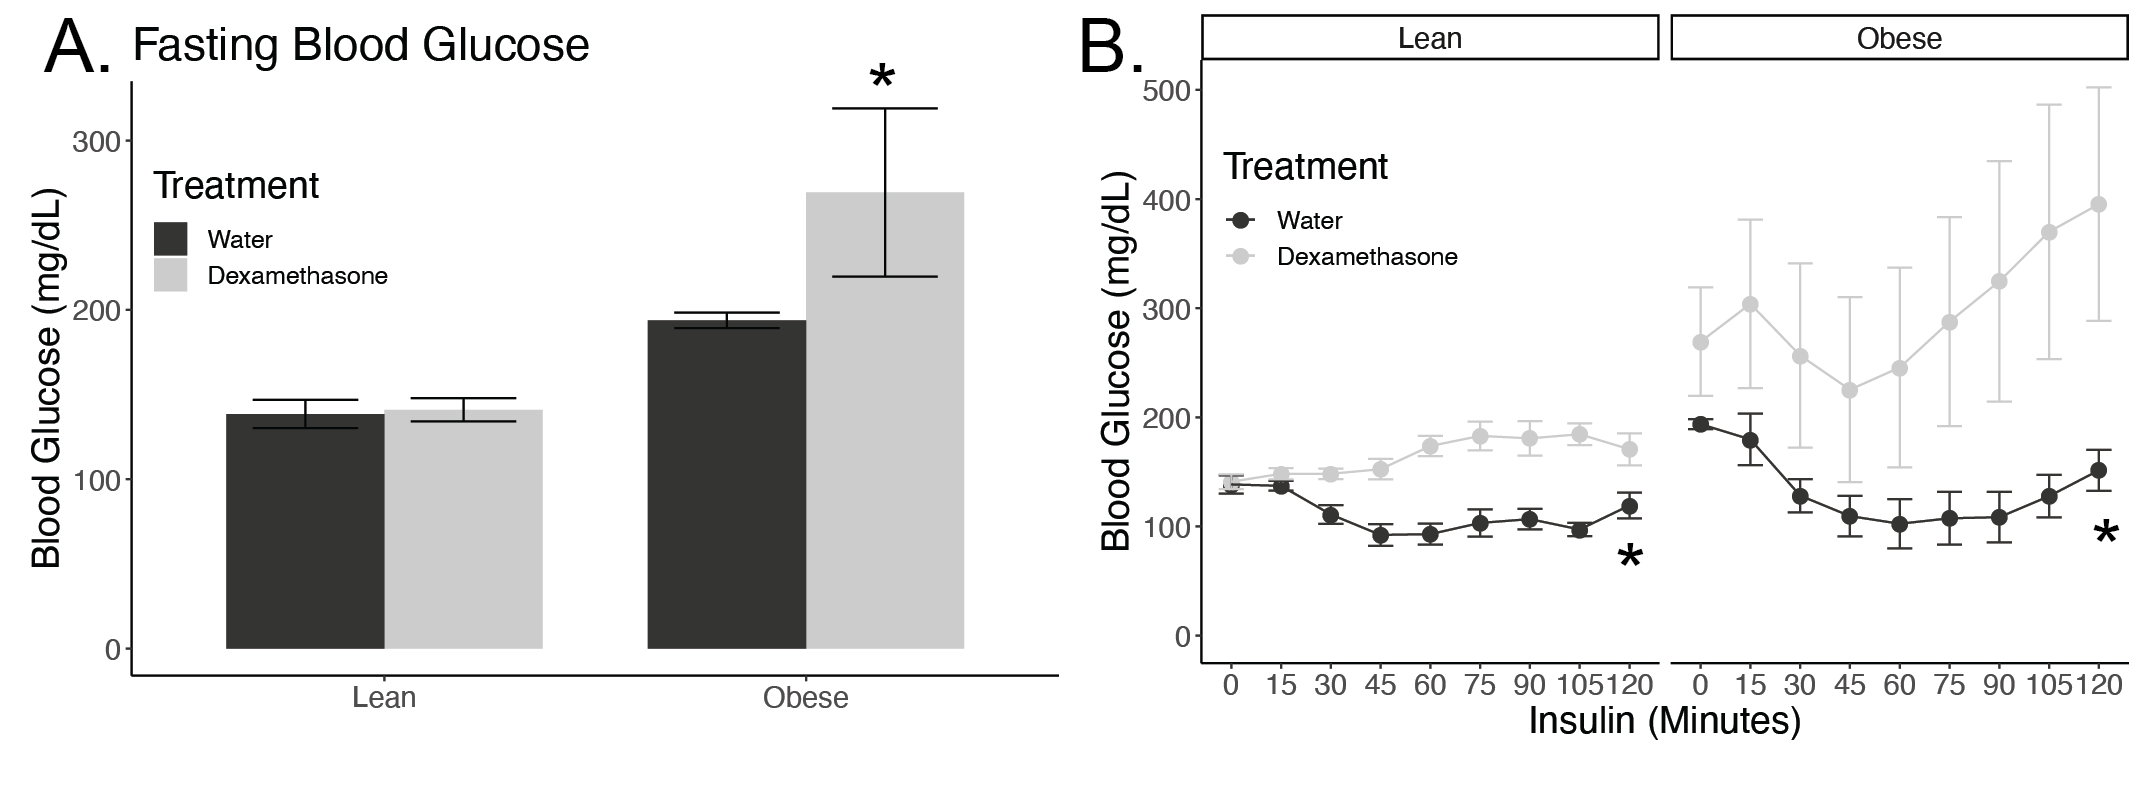 A. Fasting Blood Glucose
*
300
200
100
0
Blood Glucose (mg/dL)
Treatment
Water
Dexamethasone
Lean Obese
B.
Lean Obese
500
400
300
200
100
0
Blood Glucose (mg/dL)
Treatment
Water
Dexamethasone
* *
0 15 30 45 60 75 90 105 120 0 15 30 45 60 75 90 105 120
Insulin (Minutes)